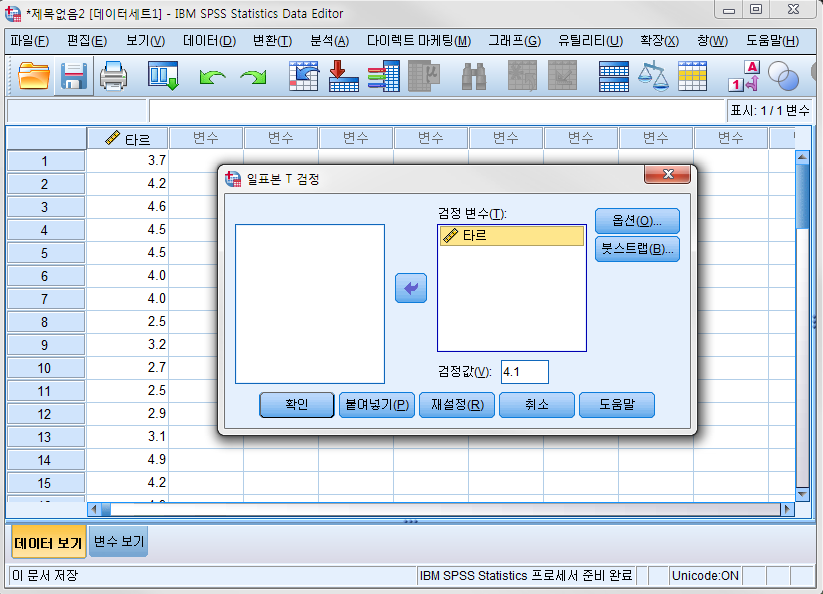 *제목없음2 [데이터세트1] - IBM SPSS Statistics Data Editor
파일(F) 편집(E) 보기(V) 데이터(D) 변환(T) 분석(A) 다이렉트 마케팅(M) 그래프(G) 유틸리티(U) 확장(X) 창(W) 도움말(H)
표시: 1 / 1 변수
타르 변수 변수 변수 변수 변수 변수 변수 변수
1 3.7
2 4.2
3 4.6
4 4.5
5 4.5
6 4.0
7 4.0
8 2.5
9 3.2
10 2.7
11 2.5
12 2.9
13 3.1
14 4.9
15 4.2
일표본 T 검정
검정 변수(T):
타르
옵션(O)...
붓스트랩(B)...
검정값(V): 4.1
확인 붙여넣기(P) 재설정(R) 취소 도움말
데이터 보기 변수 보기
이 문서 저장 IBM SPSS Statistics 프로세서 준비 완료 Unicode:ON